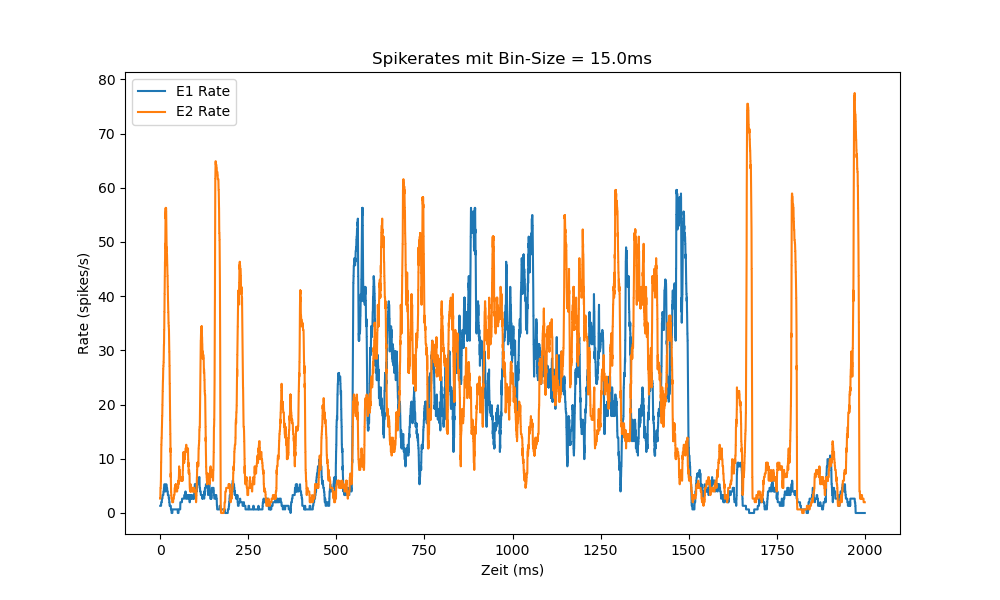 Spikerates mit Bin-Size = 15.0ms
E1 Rate
E2 Rate
80
70
60
50
40
30
20
10
0
Rate (spikes/s)
0 250 500 750 1000 1250 1500 1750 2000
Zeit (ms)